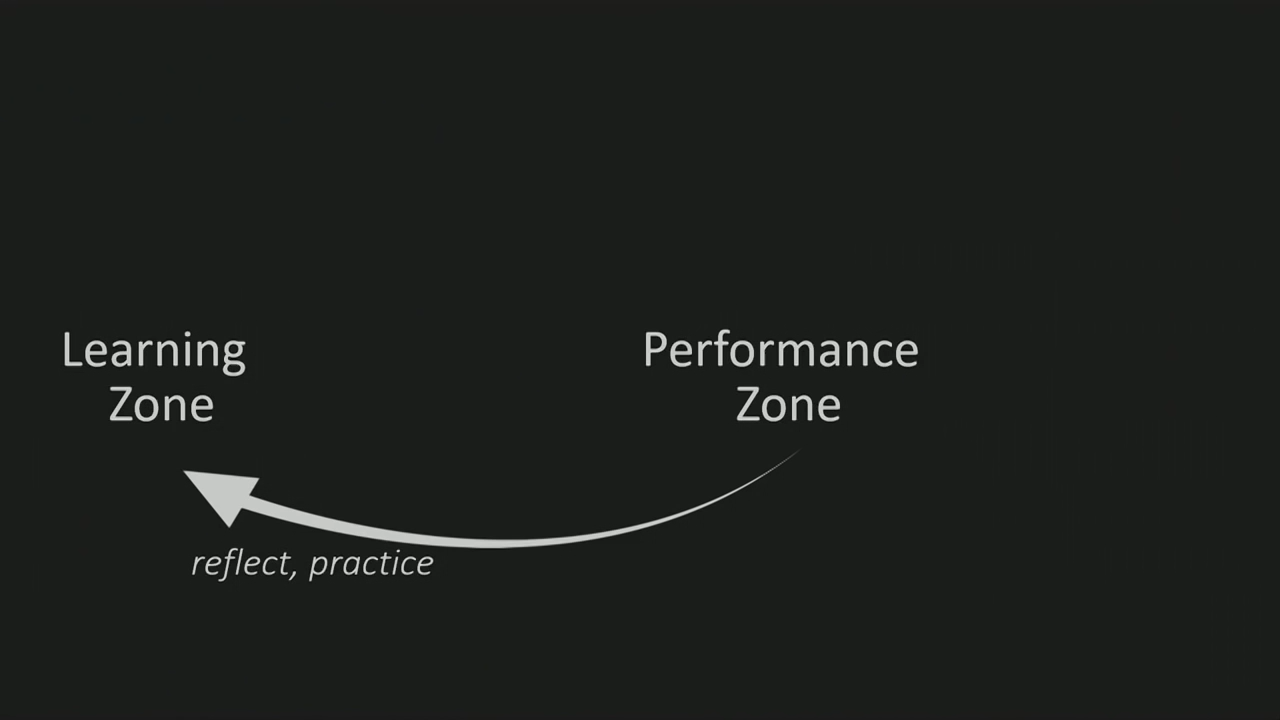 Learning
Zone
Performance
Zone
reflect, practice